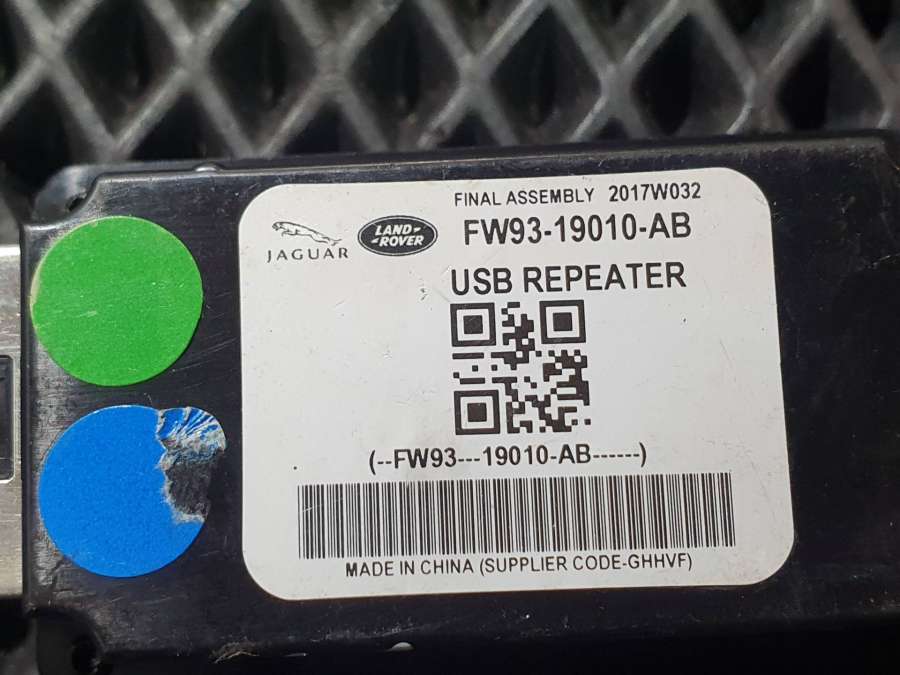 FINAL ASSEMBLY 2017W032
FW93-19010-AB
JAGUAR
LAND-
-ROVER
USB REPEATER
(--FW93---19010-AB------)
MADE IN CHINA (SUPPLIER CODE-GHHVF)